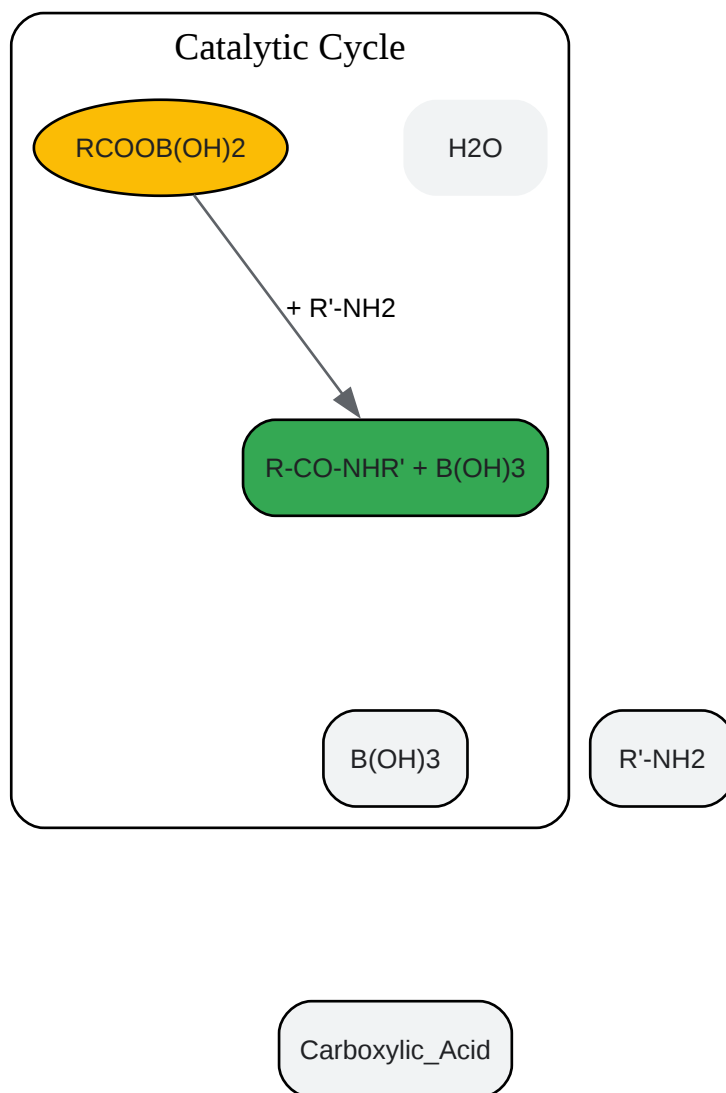 Catalytic Cycle
RCOOB(OH)2
H2O
+ R'-NH2
R-CO-NHR' + B(OH)3
B(OH)3
R'-NH2
Carboxylic_Acid